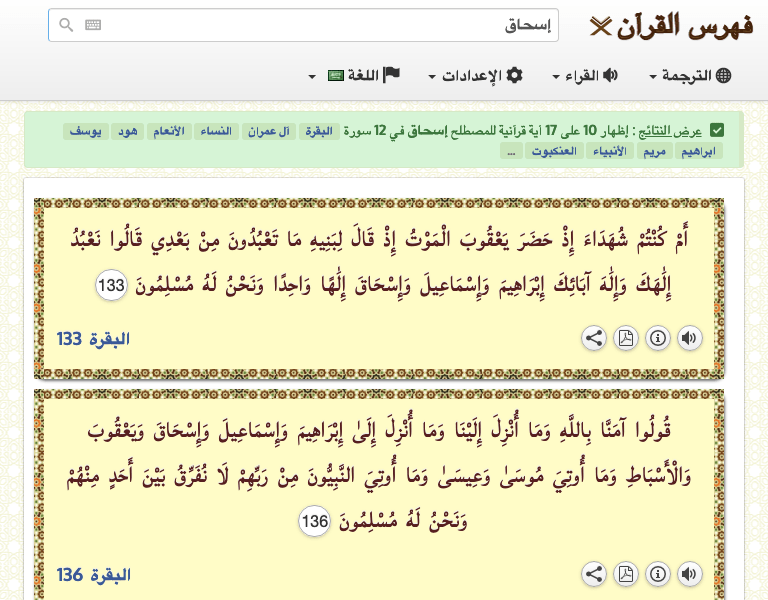 فهرس القرآن
إسحاق
الترجمة القراء الإعدادات اللغة
عرض النتائج : إظهار 10 على 17 آية قرآنية للمصطلح إسحاق في 12 سورة البقرة آل عمران النساء الأنعام هود يوسف
ابراهيم مريم الأنبياء العنكبوت ...
أَمْ كُنْتُمْ شُهَدَاءَ إِذْ حَضَرَ يَعْقُوبَ الْمَوْتُ إِذْ قَالَ لِبَنِيهِ مَا تَعْبُدُونَ مِنْ بَعْدِي قَالُوا نَعْبُدُ
إِلَٰهَكَ وَإِلَٰهَ آبَائِكَ إِبْرَاهِيمَ وَإِسْمَاعِيلَ وَإِسْحَاقَ إِلَٰهًا وَاحِدًا وَنَحْنُ لَهُ مُسْلِمُونَ 133
البقرة 133
قُولُوا آمَنَّا بِاللَّهِ وَمَا أُنْزِلَ إِلَيْنَا وَمَا أُنْزِلَ إِلَىٰ إِبْرَاهِيمَ وَإِسْمَاعِيلَ وَإِسْحَاقَ وَيَعْقُوبَ
وَالْأَسْبَاطِ وَمَا أُوتِيَ مُوسَىٰ وَعِيسَىٰ وَمَا أُوتِيَ النَّبِيُّونَ مِنْ رَبِّهِمْ لَا نُفَرِّقُ بَيْنَ أَحَدٍ مِنْهُمْ
وَنَحْنُ لَهُ مُسْلِمُونَ 136
البقرة 136